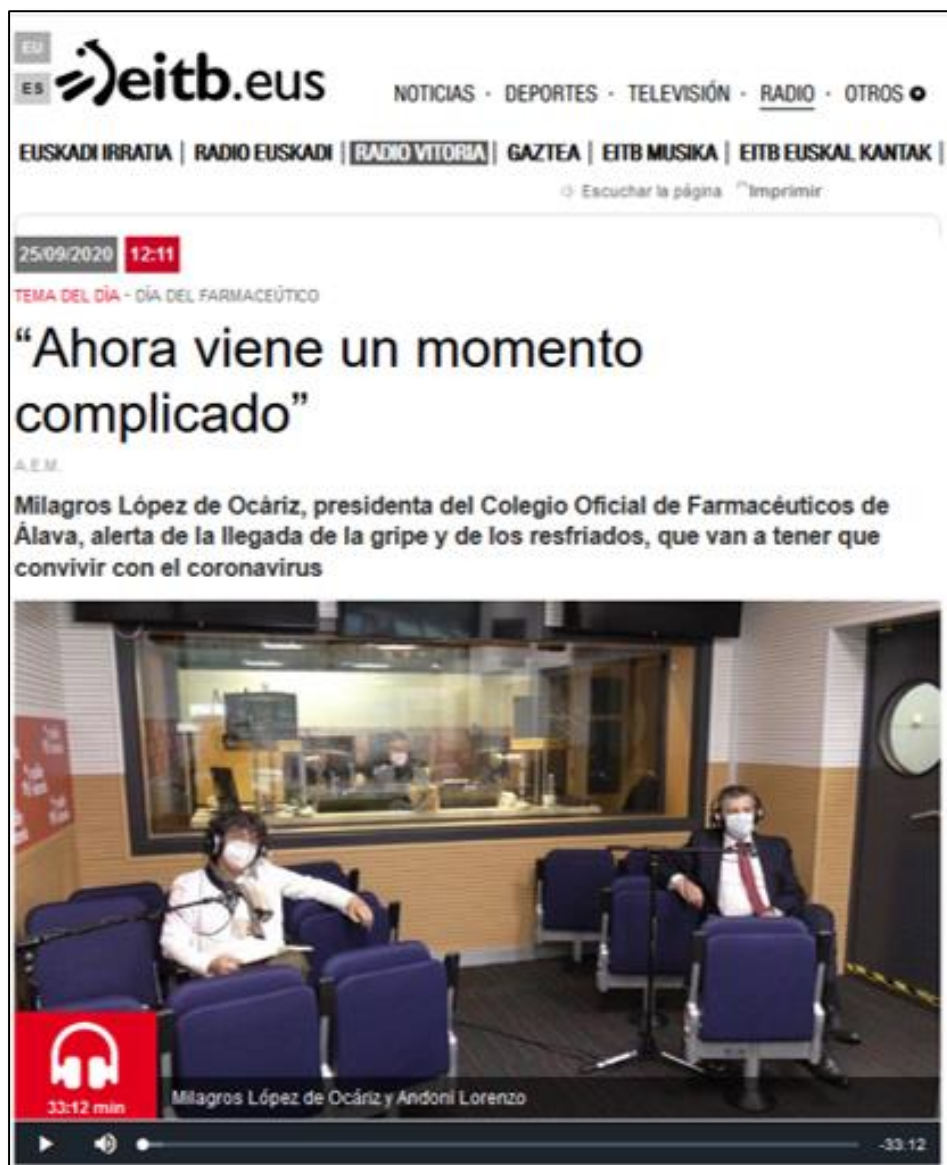 EU
ES
eitb.eus
NOTICIAS · DEPORTES · TELEVISIÓN · RADIO · OTROS
EUSKADI IRRATIA | RADIO EUSKADI | RADIO VITORIA | GAZTEA | EITB MUSIKA | EITB EUSKAL KANTAK |
Escuchar la página Imprimir
25/09/2020 12:11
TEMA DEL DÍA - DÍA DEL FARMACEÚTICO
“Ahora viene un momento
complicado”
A.E.M.
Milagros López de Ocáriz, presidenta del Colegio Oficial de Farmacéuticos de
Álava, alerta de la llegada de la gripe y de los resfriados, que van a tener que
convivir con el coronavirus
33:12 min
Milagros López de Ocáriz y Andoni Lorenzo
-33:12